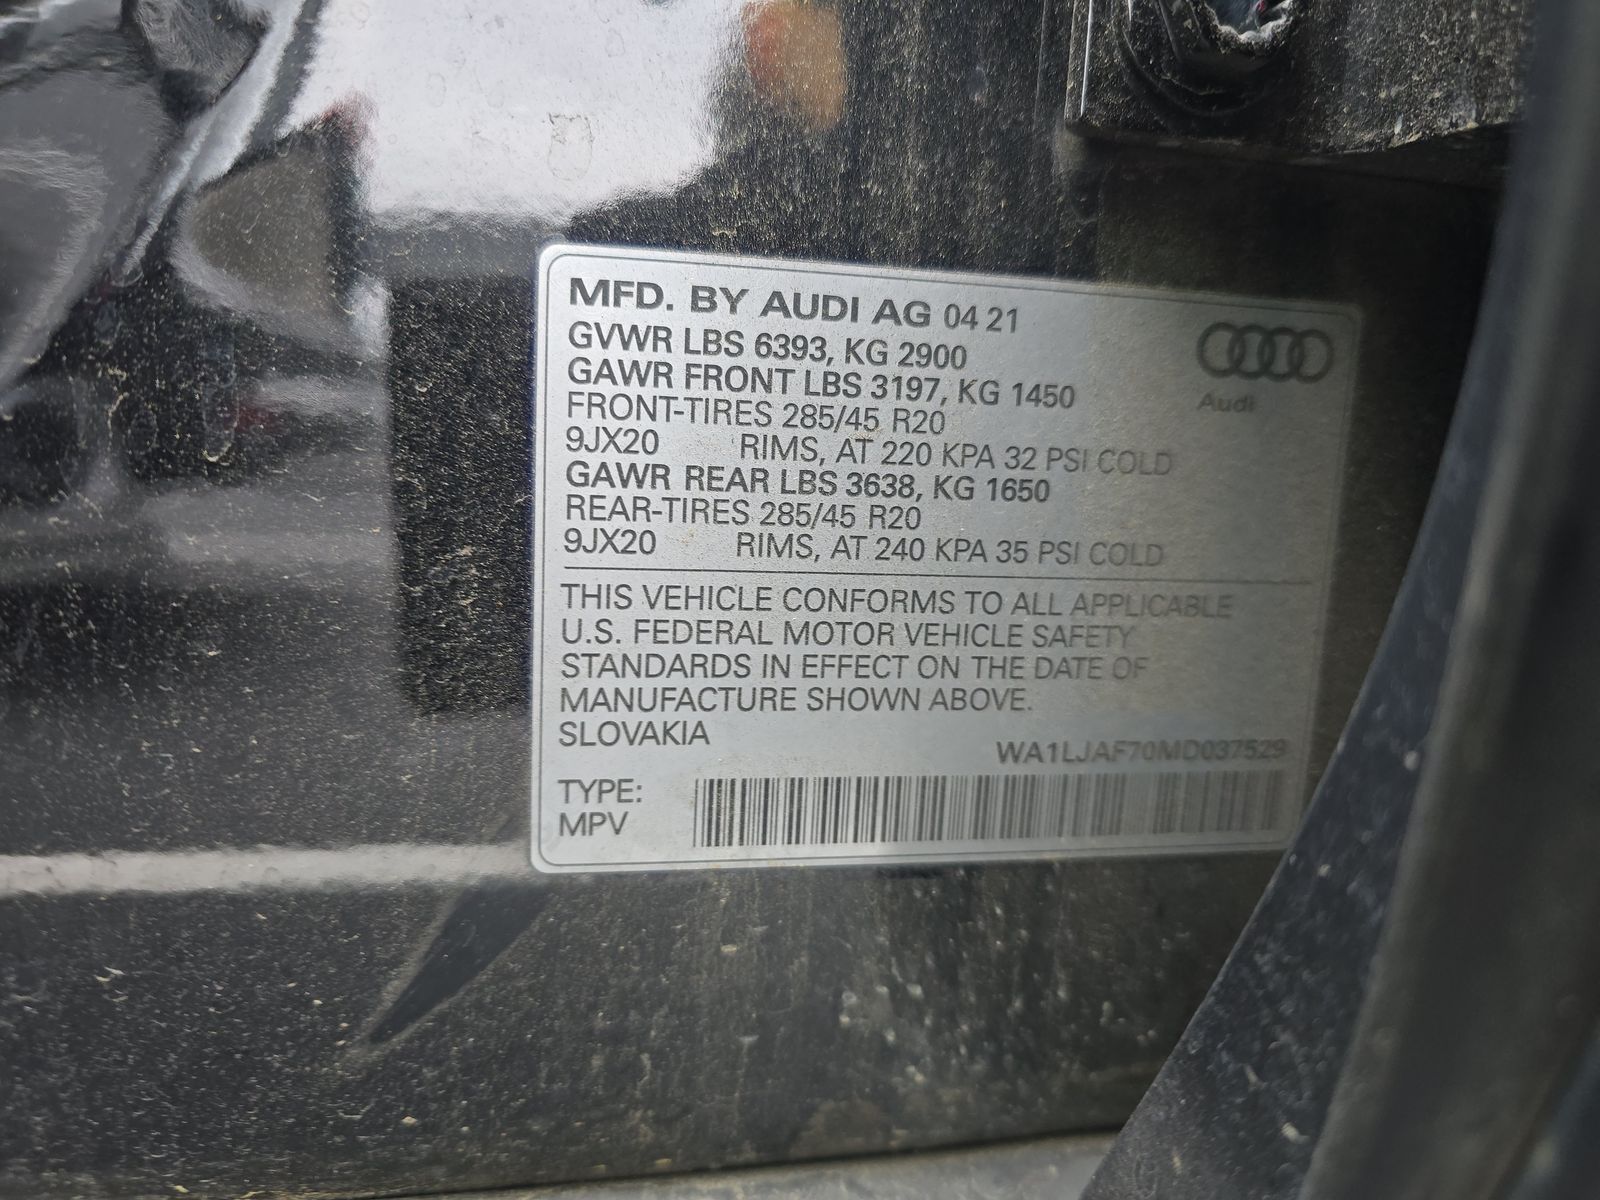 MFD. BY AUDI AG 04 21
GVWR LBS 6393, KG 2900
GAWR FRONT LBS 3197, KG 1450
FRONT-TIRES 285/45 R20
9JX20 RIMS, AT 220 KPA 32 PSI COLD
GAWR REAR LBS 3638, KG 1650
REAR-TIRES 285/45 R20
9JX20 RIMS, AT 240 KPA 35 PSI COLD
Audi
THIS VEHICLE CONFORMS TO ALL APPLICABLE
U.S. FEDERAL MOTOR VEHICLE SAFETY
STANDARDS IN EFFECT ON THE DATE OF
MANUFACTURE SHOWN ABOVE.
SLOVAKIA
WA1LJAF70MD037529
TYPE:
MPV